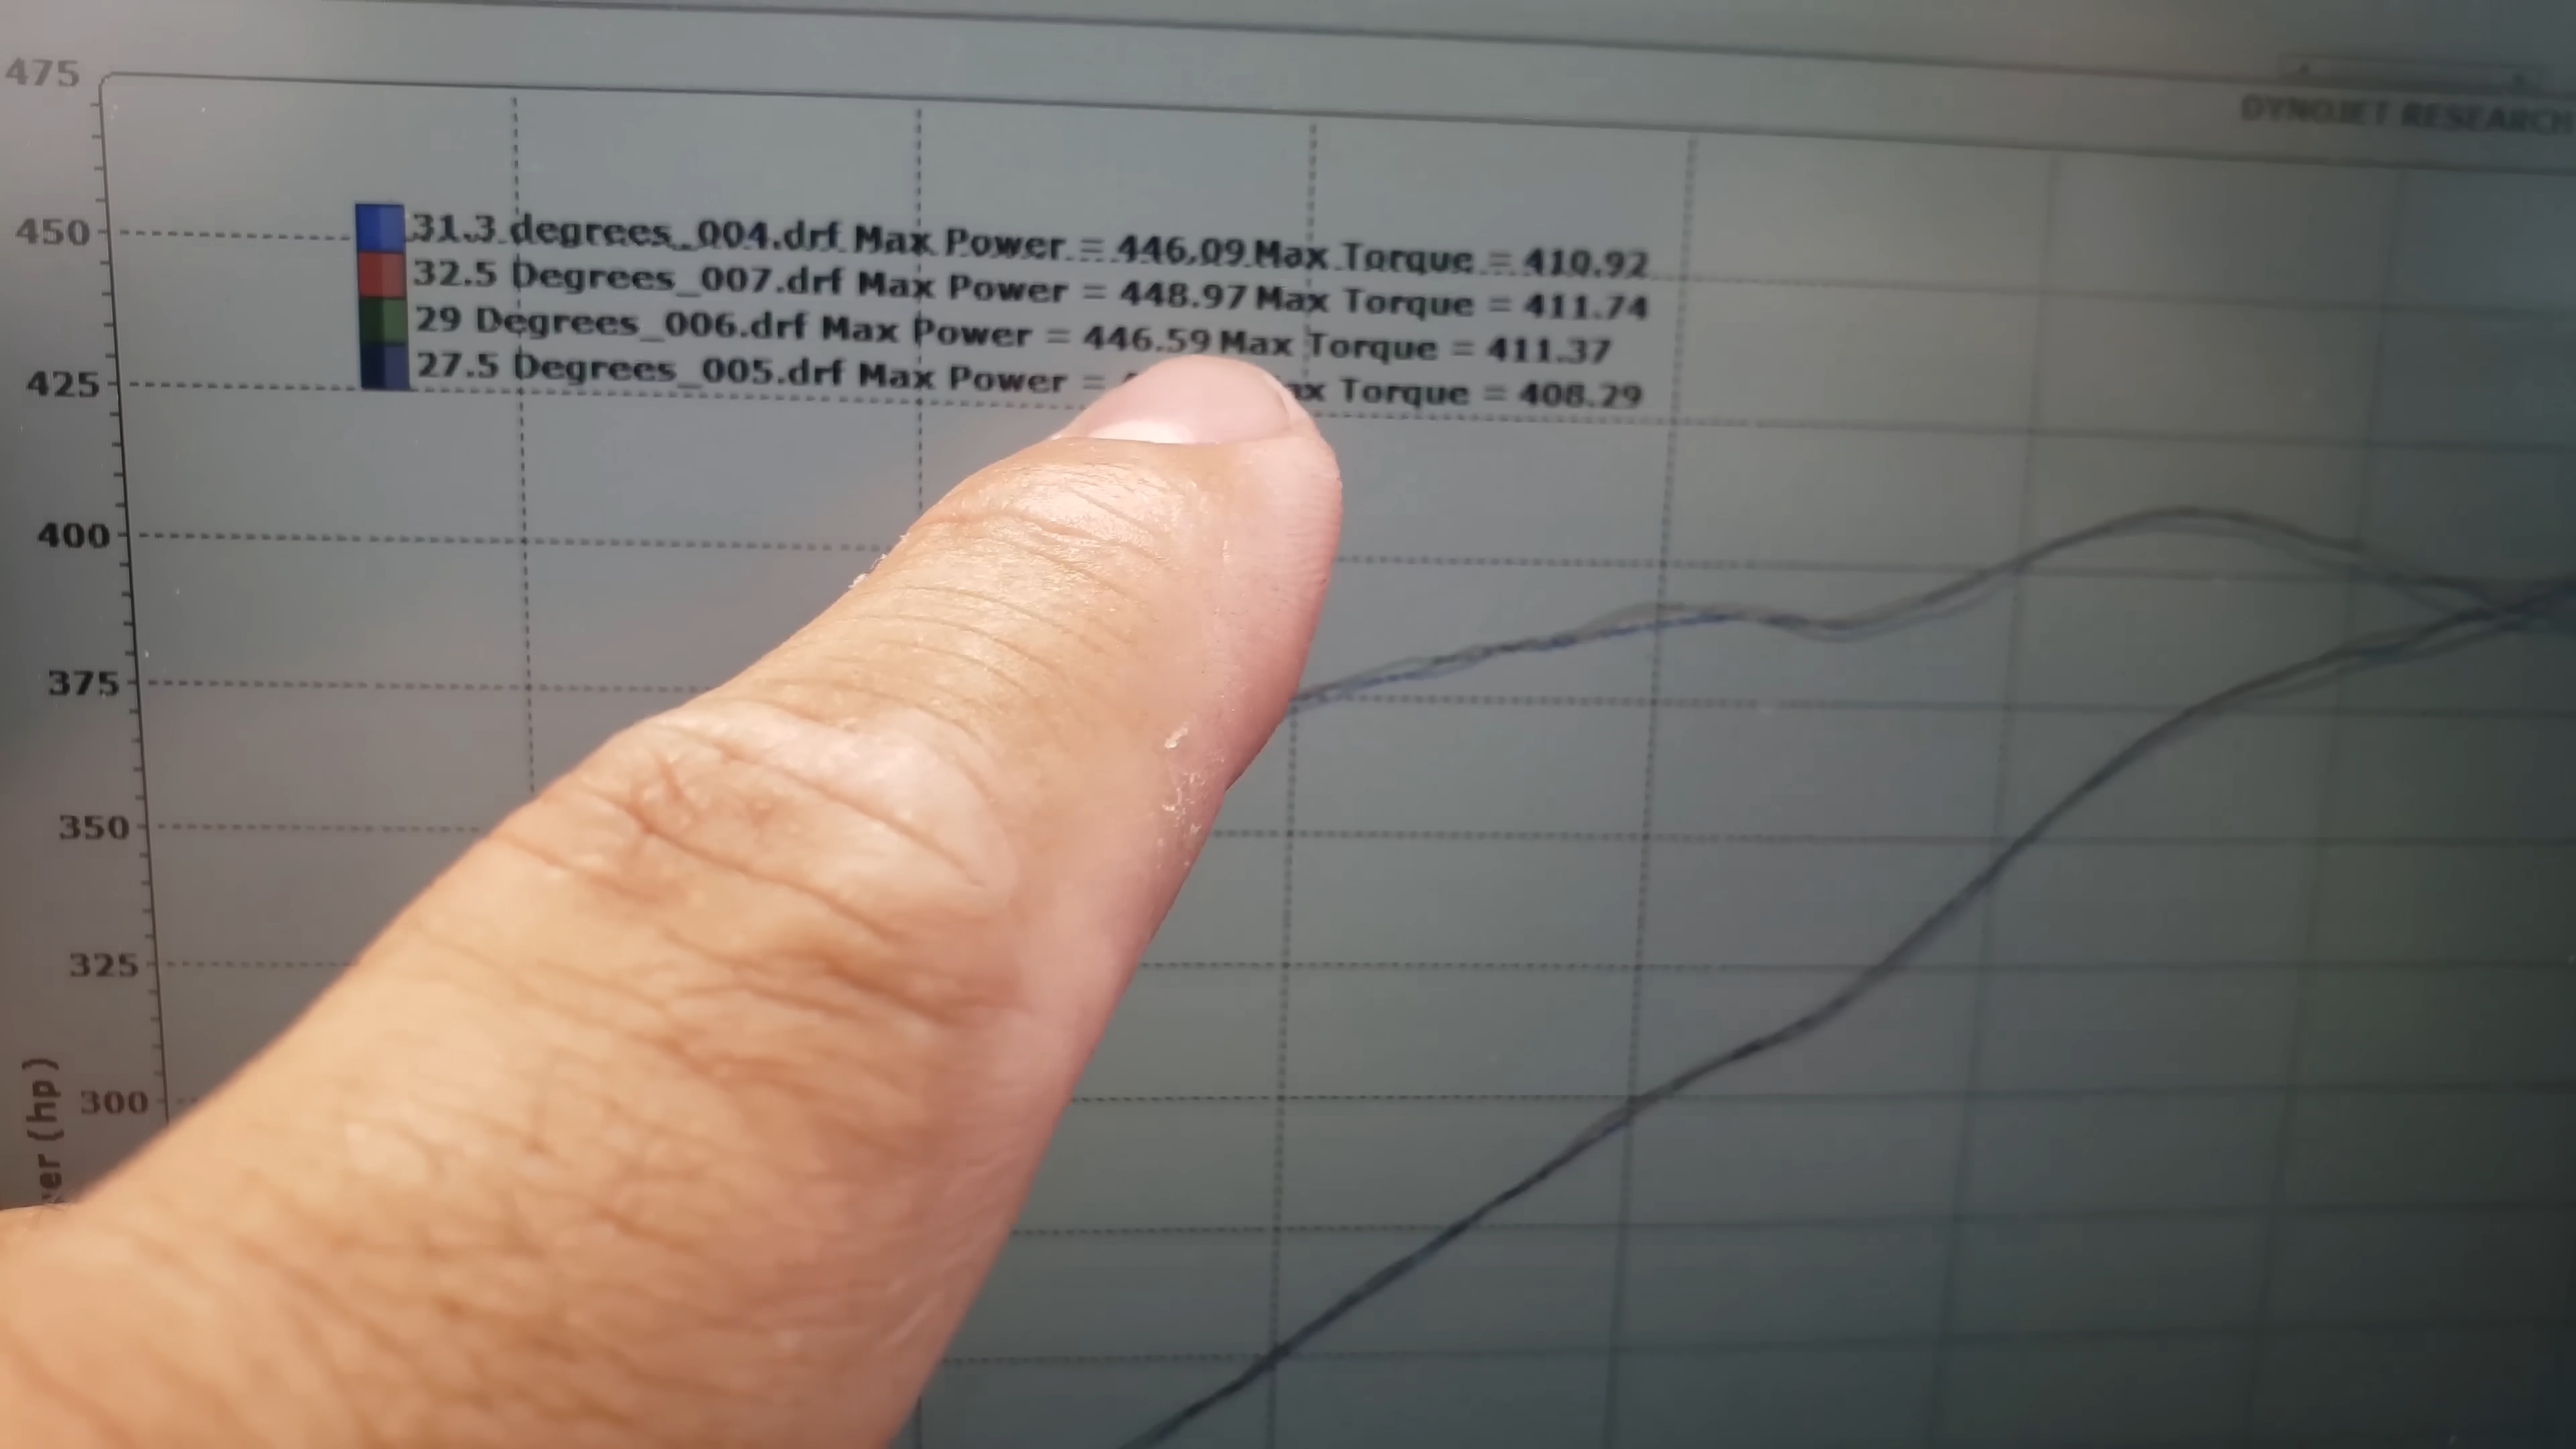 475
DYNOJET RESEARCH
450
31.3 degrees_004.drf Max Power = 446.09 Max Torque = 410.92
32.5 Degrees_007.drf Max Power = 448.97 Max Torque = 411.74
29 Degrees_006.drf Max Power = 446.59 Max Torque = 411.37
27.5 Degrees_005.drf Max Power = Torque = 408.29
425
400
375
350
325
300
(hp)